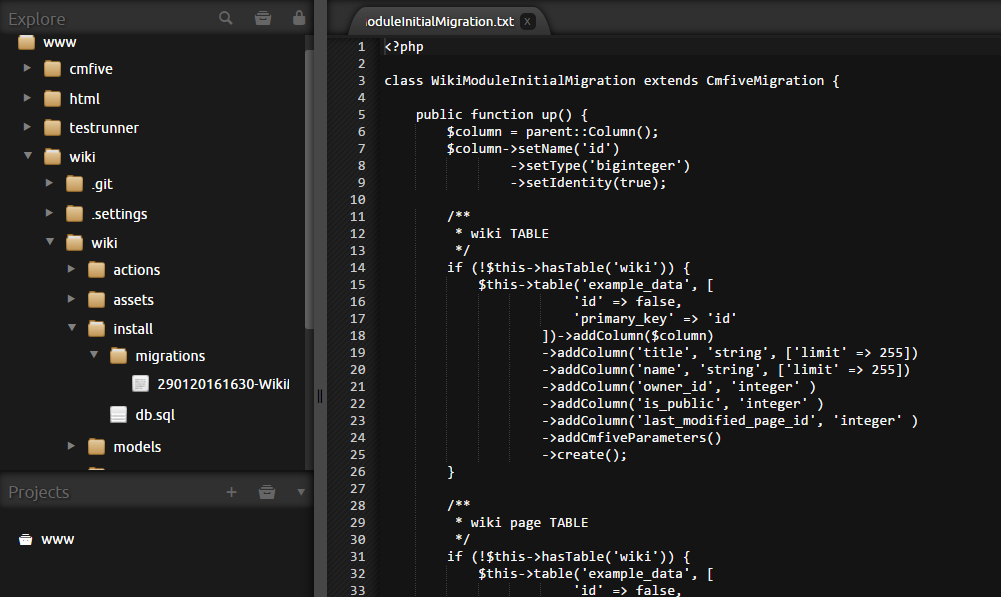 Explore
www
cmfive
html
testrunner
wiki
.git
.settings
wiki
actions
assets
install
migrations
290120161630-Wikil
db.sql
models
Projects
www
oduleInitialMigration.txt x
1 <?php
2
3 class WikiModuleInitialMigration extends CmfiveMigration {
4
5 public function up() {
6 $column = parent::Column();
7 $column->setName('id')
8 ->setType('biginteger')
9 ->setIdentity(true);
10
11 /**
12 * wiki TABLE
13 */
14 if (!$this->hasTable('wiki')) {
15 $this->table('example_data', [
16 'id' => false,
17 'primary_key' => 'id'
18 ])->addColumn($column)
19 ->addColumn('title', 'string', ['limit' => 255])
20 ->addColumn('name', 'string', ['limit' => 255])
21 ->addColumn('owner_id', 'integer' )
22 ->addColumn('is_public', 'integer' )
23 ->addColumn('last_modified_page_id', 'integer' )
24 ->addCmfiveParameters()
25 ->create();
26 }
27
28 /**
29 * wiki page TABLE
30 */
31 if (!$this->hasTable('wiki')) {
32 $this->table('example_data', [
33 'id' => false,